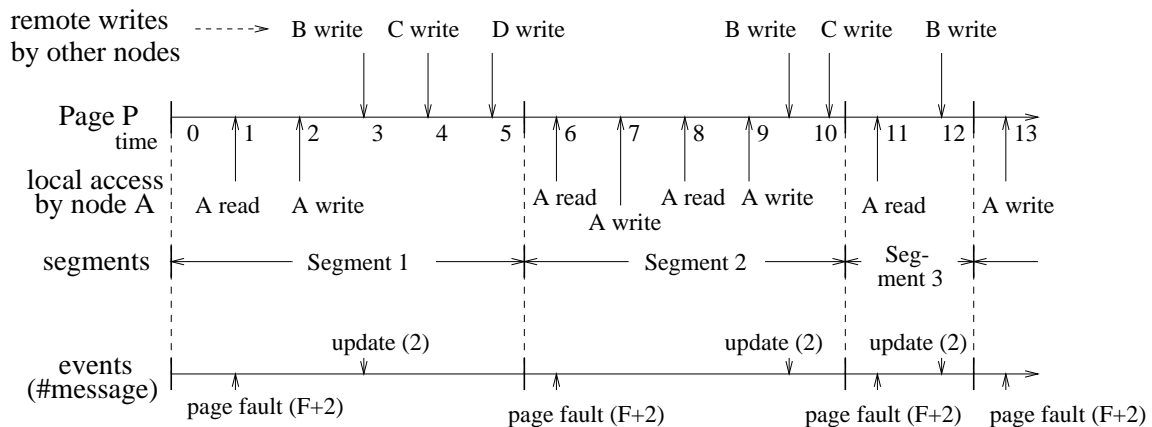 remote writes
by other nodes
B write
C write
D write
B write
C write
B write
Page P
time
0
1
2
3
4
5
6
7
8
9
10
11
12
13
local access
by node A
A read
A write
A read
A write
A read
A write
A read
A write
segments
Segment 1
Segment 2
Seg-
ment 3
events
(#message)
update (2)
update (2)
update (2)
page fault (F+2)
page fault (F+2)
page fault (F+2)
page fault (F+2)